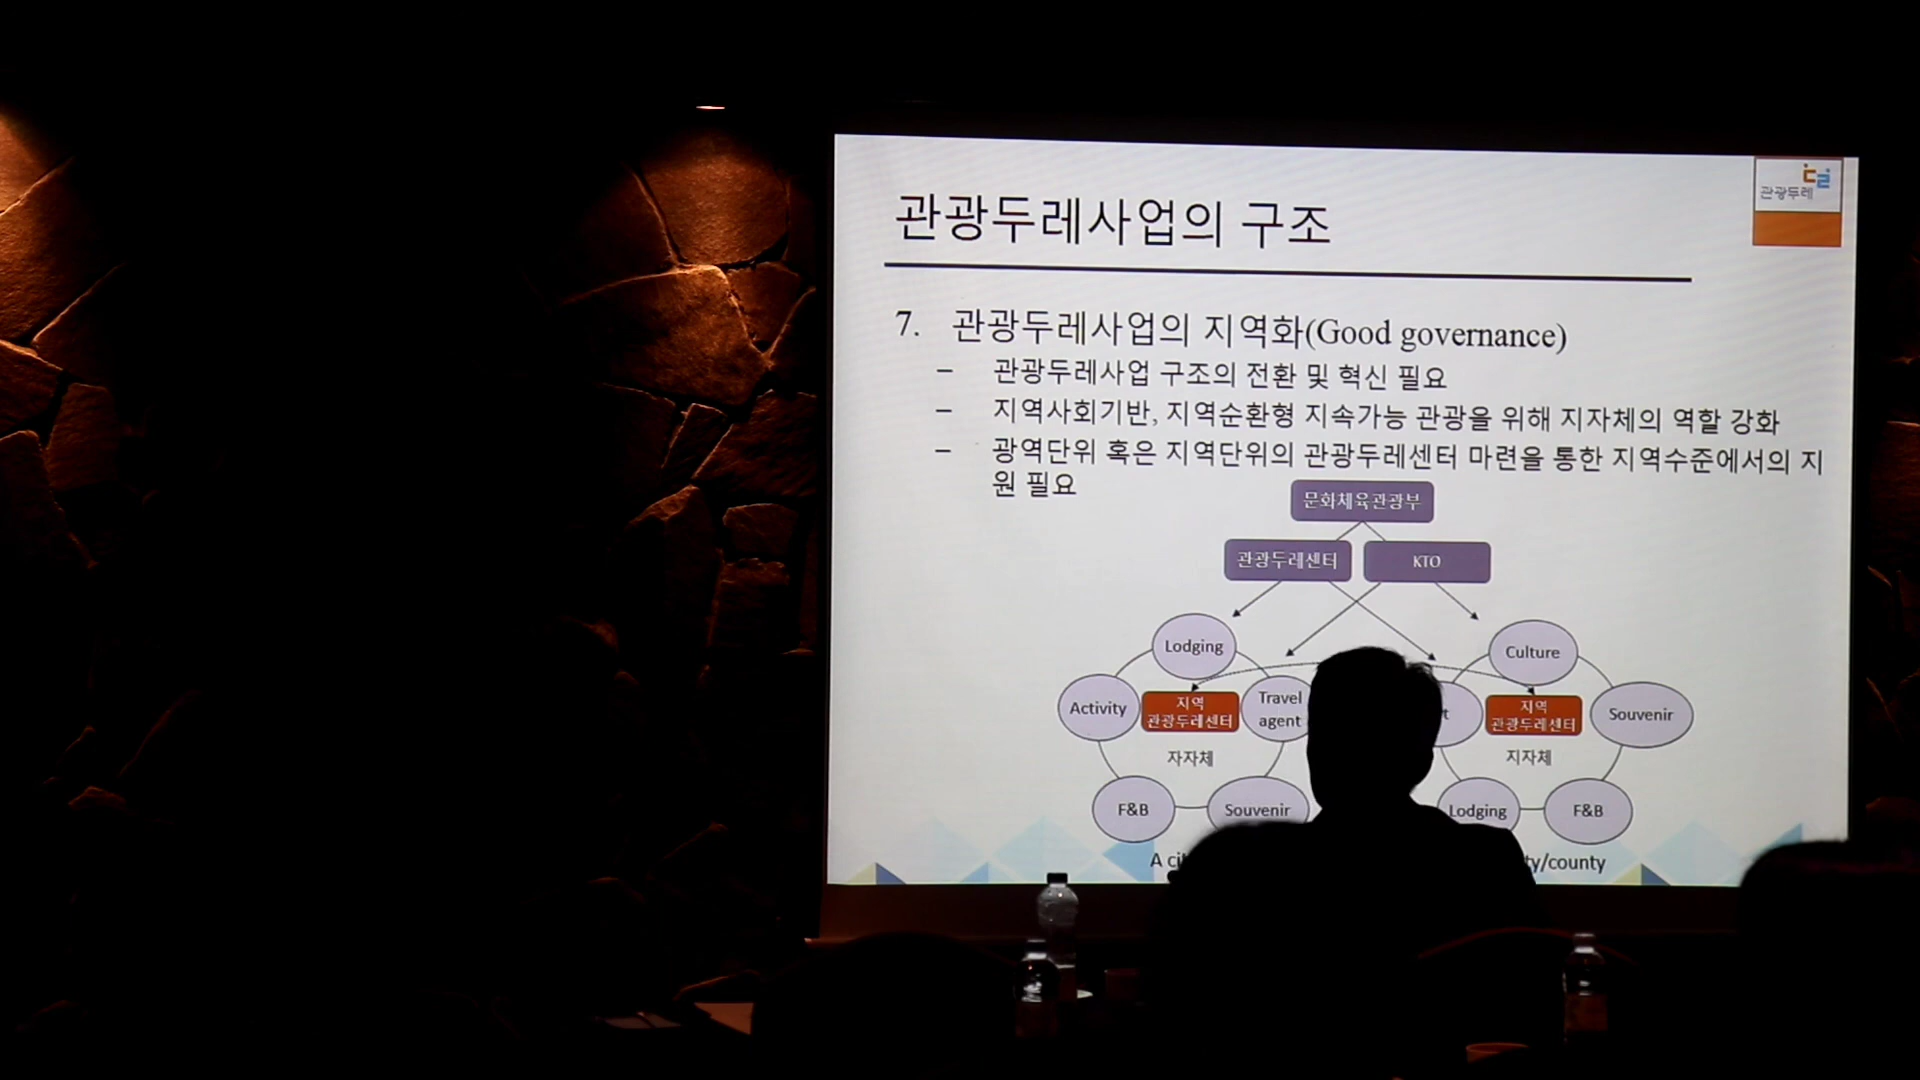 관광두레
관광두레사업의 구조
7. 관광두레사업의 지역화(Good governance)
– 관광두레사업 구조의 전환 및 혁신 필요
– 지역사회기반, 지역순환형 지속가능 관광을 위해 지자체의 역할 강화
– 광역단위 혹은 지역단위의 관광두레센터 마련을 통한 지역수준에서의 지
원 필요
문화체육관광부
관광두레센터
KTO
Lodging
Activity
지역
관광두레센터
Travel
agent
자자체
F&B
Souvenir
Culture
지역
관광두레센터
Souvenir
지자체
Lodging
F&B
A
/county